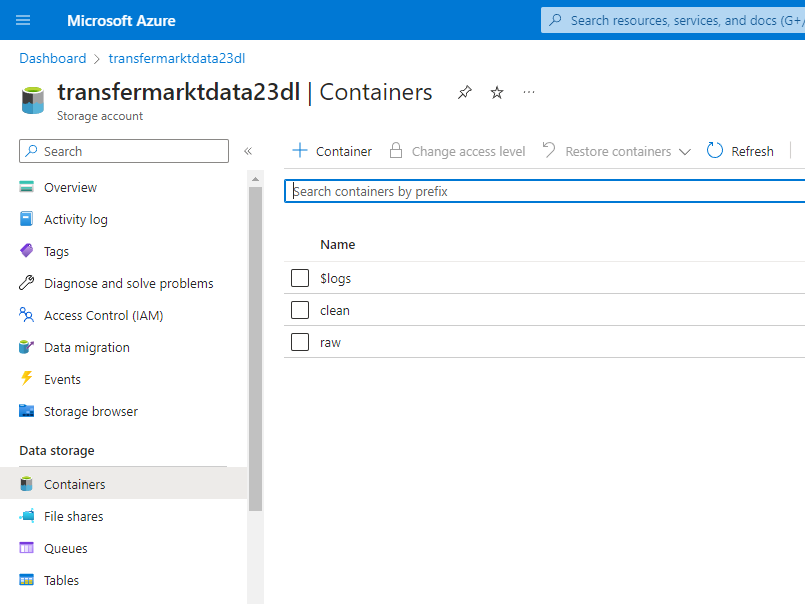 Microsoft Azure
Search resources, services, and docs (G+/
Dashboard > transfermarktdata23dl
transfermarktdata23dl | Containers ...
Storage account
Search «
+ Container Change access level Restore containers Refresh
Search containers by prefix
Overview
Activity log
Tags
Diagnose and solve problems
Access Control (IAM)
Data migration
Events
Storage browser
Data storage
Containers
File shares
Queues
Tables
Name
$logs
clean
raw